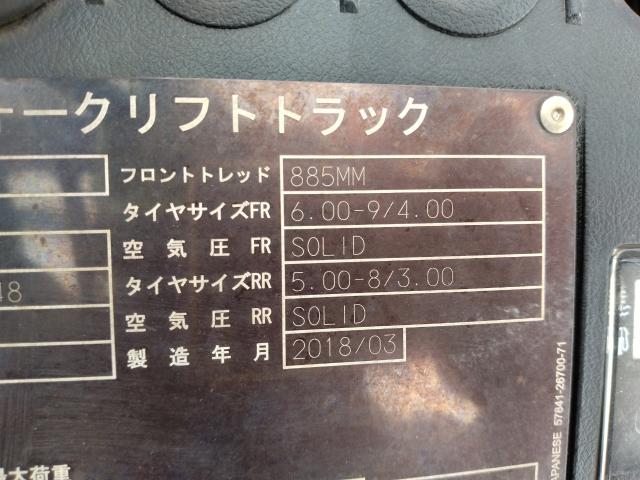 ークリフトトラック
フロントトレッド 885MM
タイヤサイズFR 6.00-9/4.00
空気圧FR SOLID
48 タイヤサイズRR 5.00-8/3.00
空気圧RR SOLID
製造年月 2018/03
APANESE 57641-26700-71
大荷重